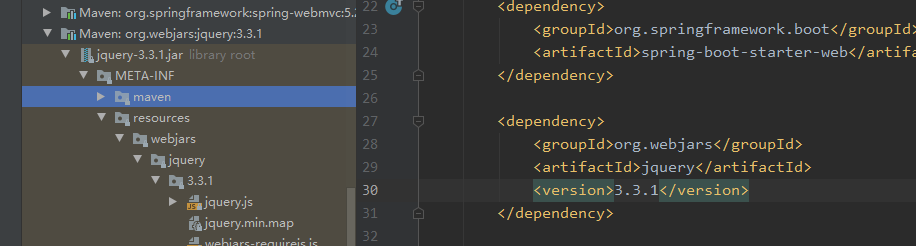 Maven: org.springframework:spring-webmvc:5.2
Maven: org.webjars:jquery:3.3.1
jquery-3.3.1.jar library root
META-INF
maven
resources
webjars
jquery
3.3.1
jquery.js
jquery.min.map
webjars-requirejs.js
22 <dependency>
23 <groupId>org.springframework.boot</groupId>
24 <artifactId>spring-boot-starter-web</artifa
25 </dependency>
26
27 <dependency>
28 <groupId>org.webjars</groupId>
29 <artifactId>jquery</artifactId>
30 <version>3.3.1</version>
31 </dependency>
32